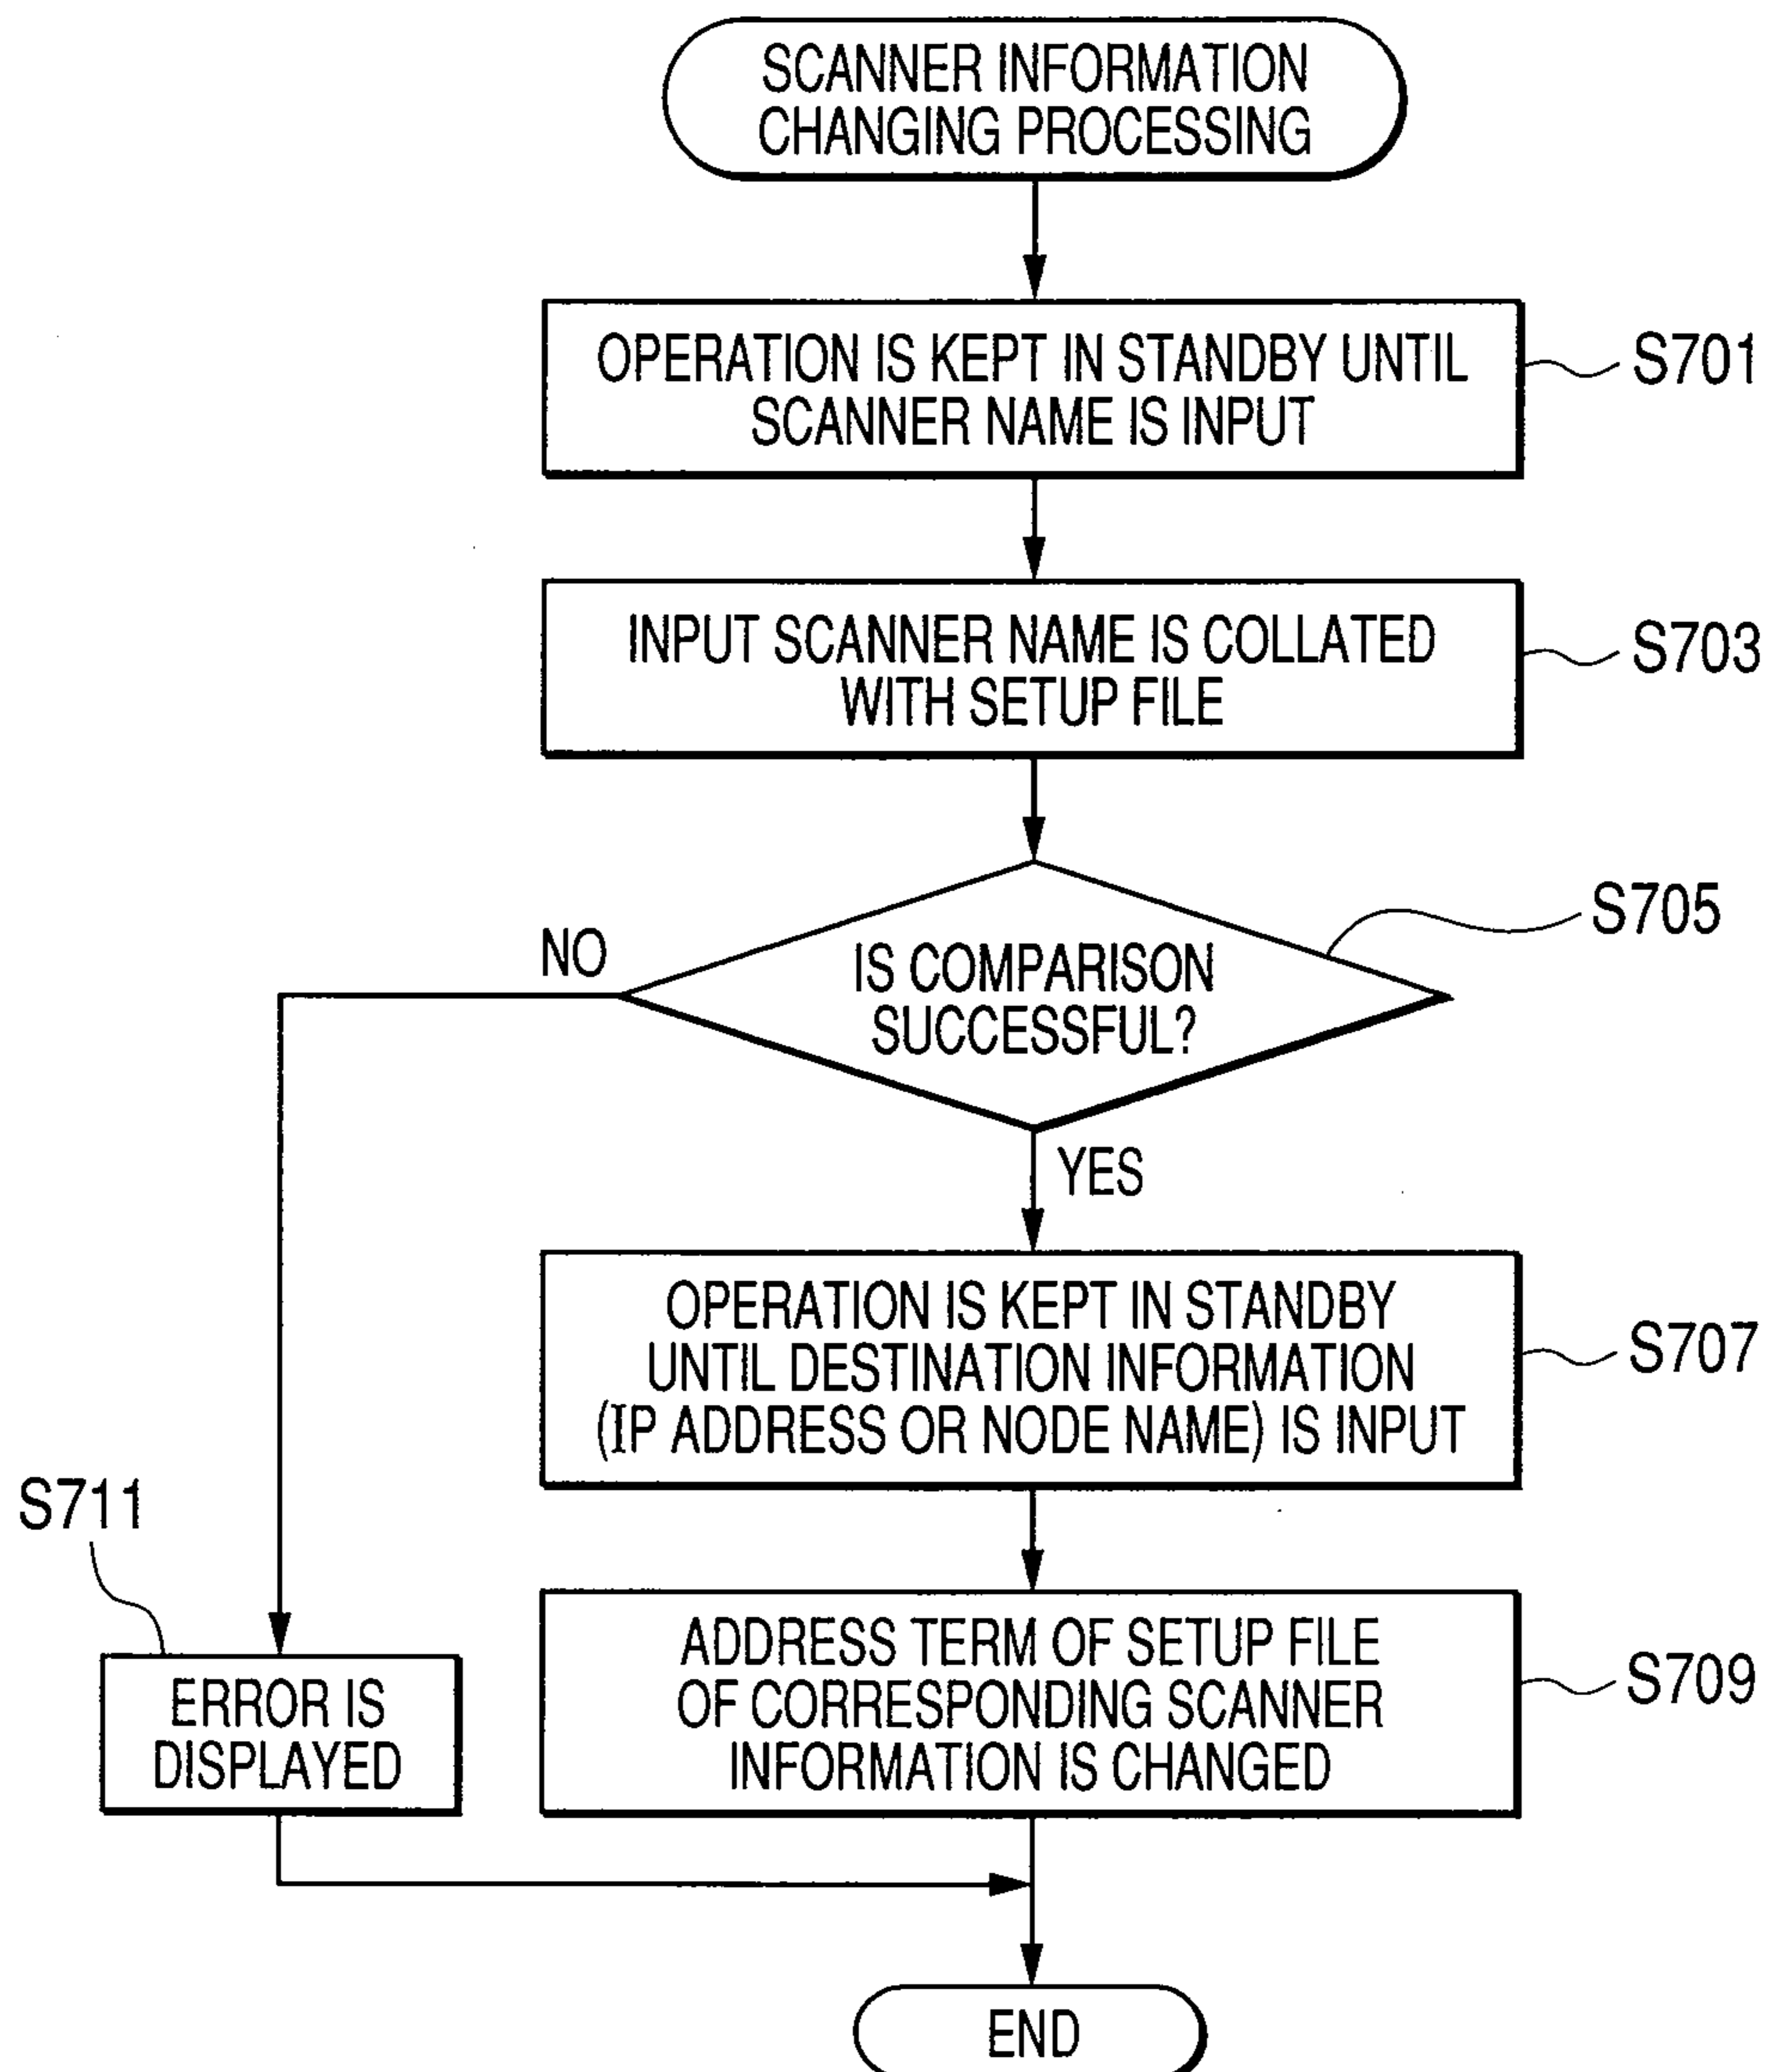 SCANNER INFORMATION
CHANGING PROCESSING
OPERATION IS KEPT IN STANDBY UNTIL
SCANNER NAME IS INPUT
S701
INPUT SCANNER NAME IS COLLATED
WITH SETUP FILE
S703
IS COMPARISON
SUCCESSFUL?
S705
NO
YES
OPERATION IS KEPT IN STANDBY
UNTIL DESTINATION INFORMATION
(IP ADDRESS OR NODE NAME) IS INPUT
S707
S711
ERROR IS
DISPLAYED
ADDRESS TERM OF SETUP FILE
OF CORRESPONDING SCANNER
INFORMATION IS CHANGED
S709
END